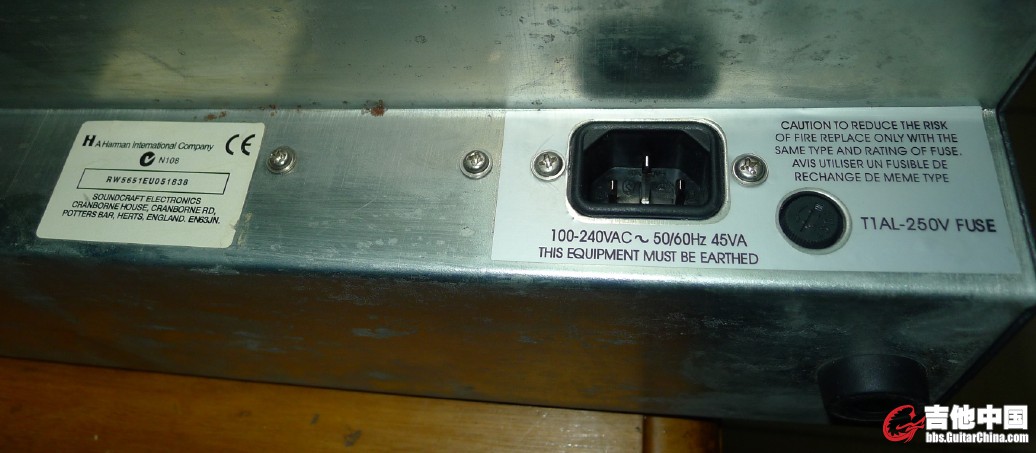 H A Harman International Company
N108
RW5651EU051838
SOUNDCRAFT ELECTRONICS
CRANBORNE HOUSE, CRANBORNE RD,
POTTERS BAR, HERTS, ENGLAND. EN63JN.
CE
100-240VAC ~ 50/60Hz 45VA
THIS EQUIPMENT MUST BE EARTHED
CAUTION TO REDUCE THE RISK
OF FIRE REPLACE ONLY WITH THE
SAME TYPE AND RATING OF FUSE.
AVIS UTILISER UN FUSIBLE DE
RECHANGE DE MEME TYPE
T1AL-250V FUSE
吉他中国
bbs.GuitarChina.com